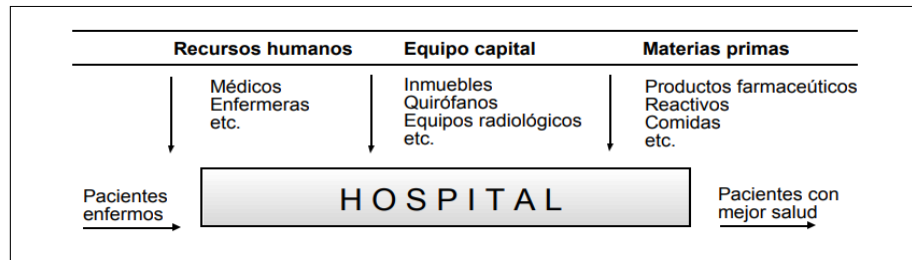 Recursos humanos Equipo capital Materias primas
Médicos Inmuebles Productos farmaceúticos
Enfermeras Quirófanos Reactivos
etc. Equipos radiológicos Comidas
etc. etc.
Pacientes enfermos
HOSPITAL
Pacientes con mejor salud